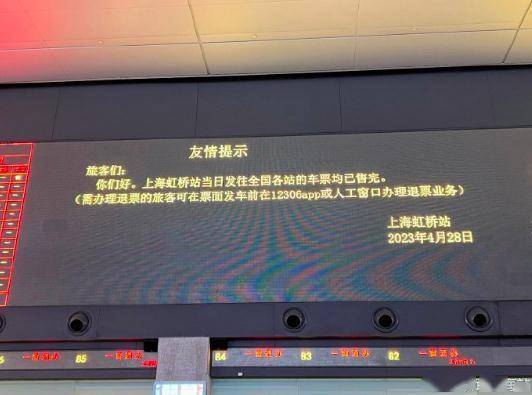 友情提示
旅客们:
你们好。上海虹桥站当日发往全国各站的车票均已售完。
(需办理退票的旅客可在票面发车前在12306app或人工窗口办理退票业务)
上海虹桥站
2023年4月28日
85
84
83
82